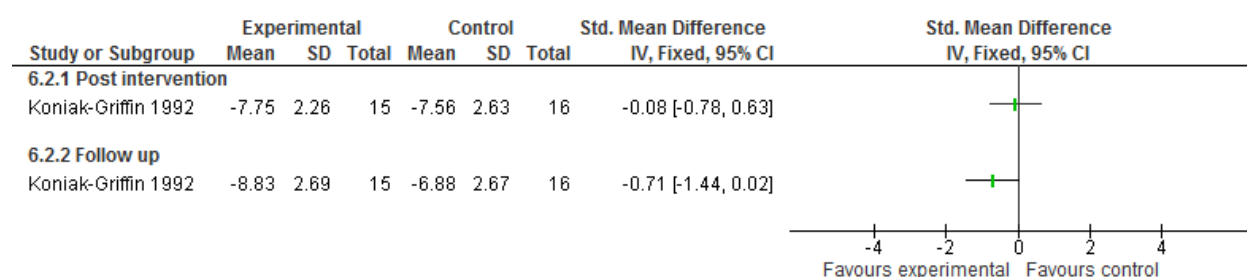 Experimental Control Std. Mean Difference Std. Mean Difference
Study or Subgroup Mean SD Total Mean SD Total IV, Fixed, 95% CI IV, Fixed, 95% CI
6.2.1 Post intervention
Koniak-Griffin 1992 -7.75 2.26 15 -7.56 2.63 16 -0.08 [-0.78, 0.63]
6.2.2 Follow up
Koniak-Griffin 1992 -8.83 2.69 15 -6.88 2.67 16 -0.71 [-1.44, 0.02]
-4 -2 0 2 4
Favours experimental Favours control